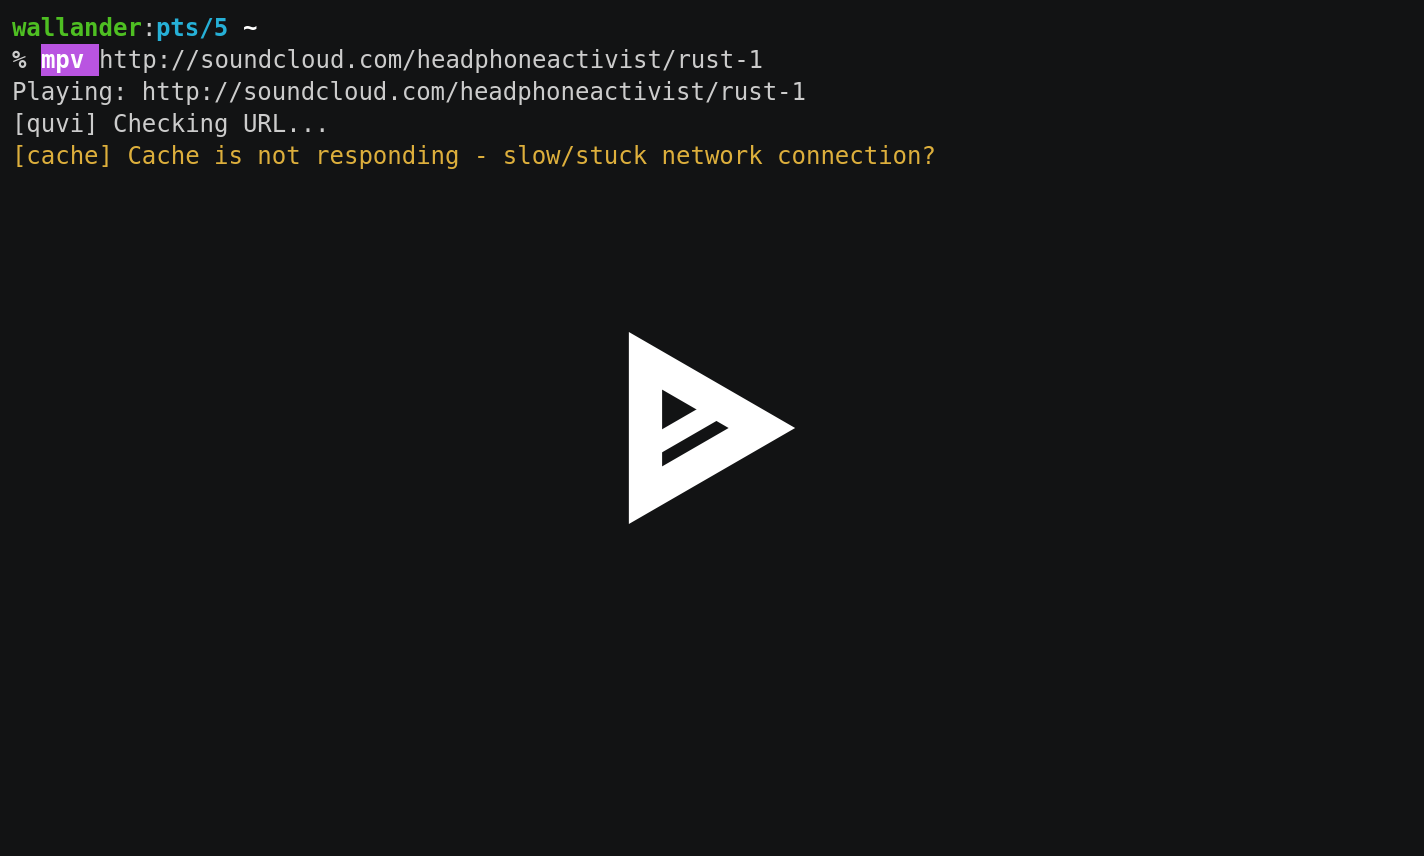 wallander:pts/5 ~
% mpv http://soundcloud.com/headphoneactivist/rust-1
Playing: http://soundcloud.com/headphoneactivist/rust-1
[quvi] Checking URL...
[cache] Cache is not responding - slow/stuck network connection?